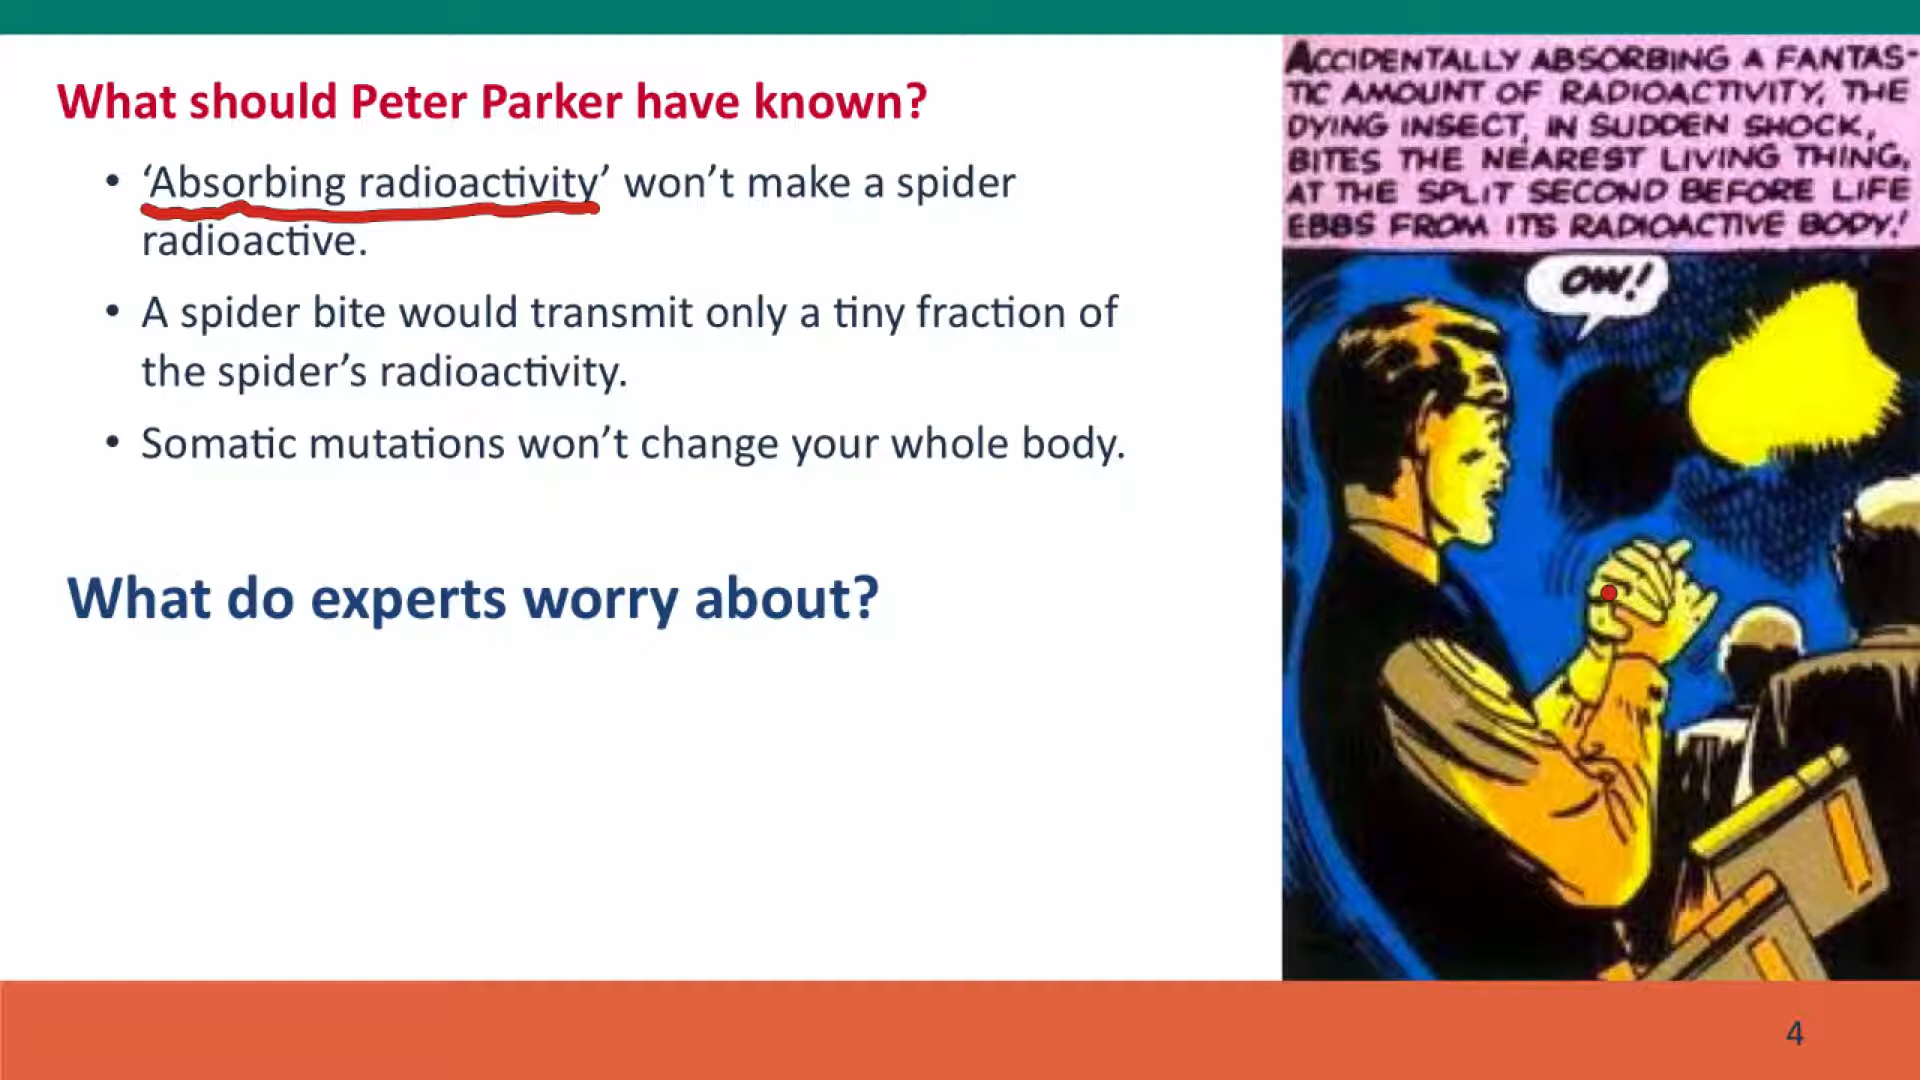 What should Peter Parker have known?
• ‘Absorbing radioactivity’ won’t make a spider
radioactive.
• A spider bite would transmit only a tiny fraction of
the spider’s radioactivity.
• Somatic mutations won’t change your whole body.
What do experts worry about?
ACCIDENTALLY ABSORBING A FANTAS-
TIC AMOUNT OF RADIOACTIVITY, THE
DYING INSECT, IN SUDDEN SHOCK,
BITES THE NEAREST LIVING THING,
AT THE SPLIT SECOND BEFORE LIFE
EBBS FROM ITS RADIOACTIVE BODY!
OW!
4